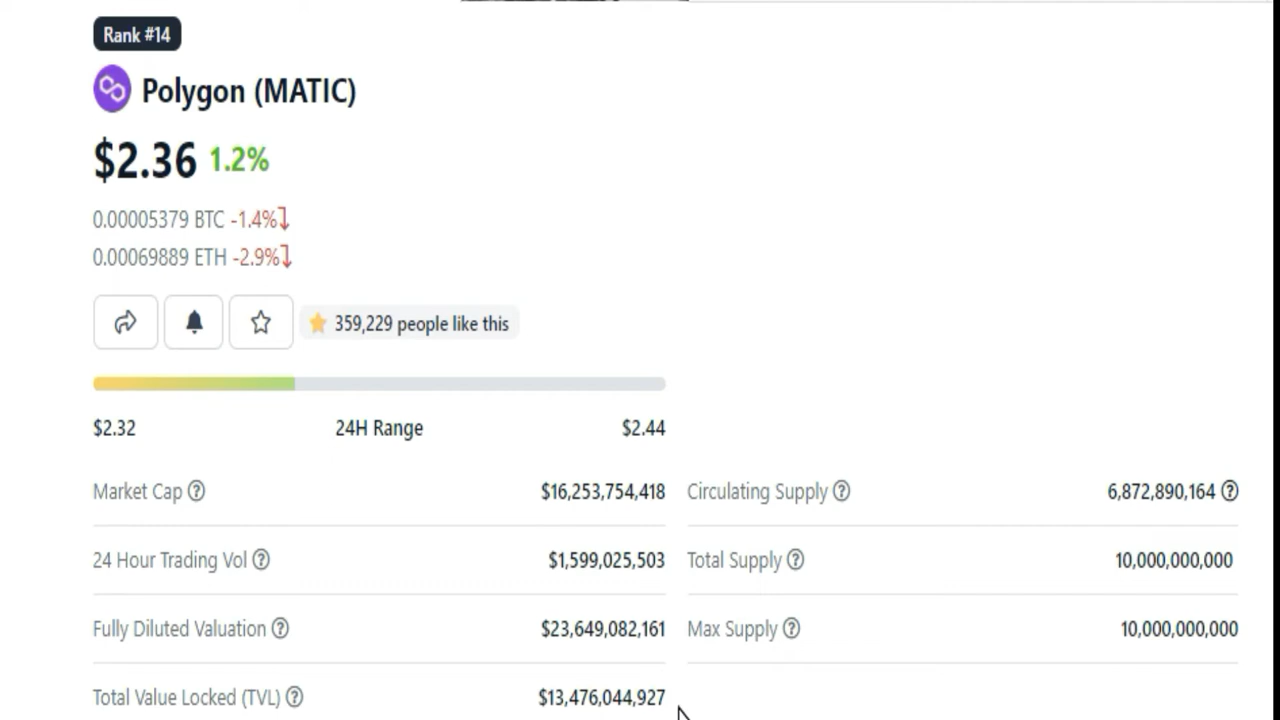 Rank #14
Polygon (MATIC)
$2.36 1.2%
0.00005379 BTC -1.4%
0.00069889 ETH -2.9%
359,229 people like this
$2.32 24H Range $2.44
Market Cap $16,253,754,418 Circulating Supply 6,872,890,164
24 Hour Trading Vol $1,599,025,503 Total Supply 10,000,000,000
Fully Diluted Valuation $23,649,082,161 Max Supply 10,000,000,000
Total Value Locked (TVL) $13,476,044,927